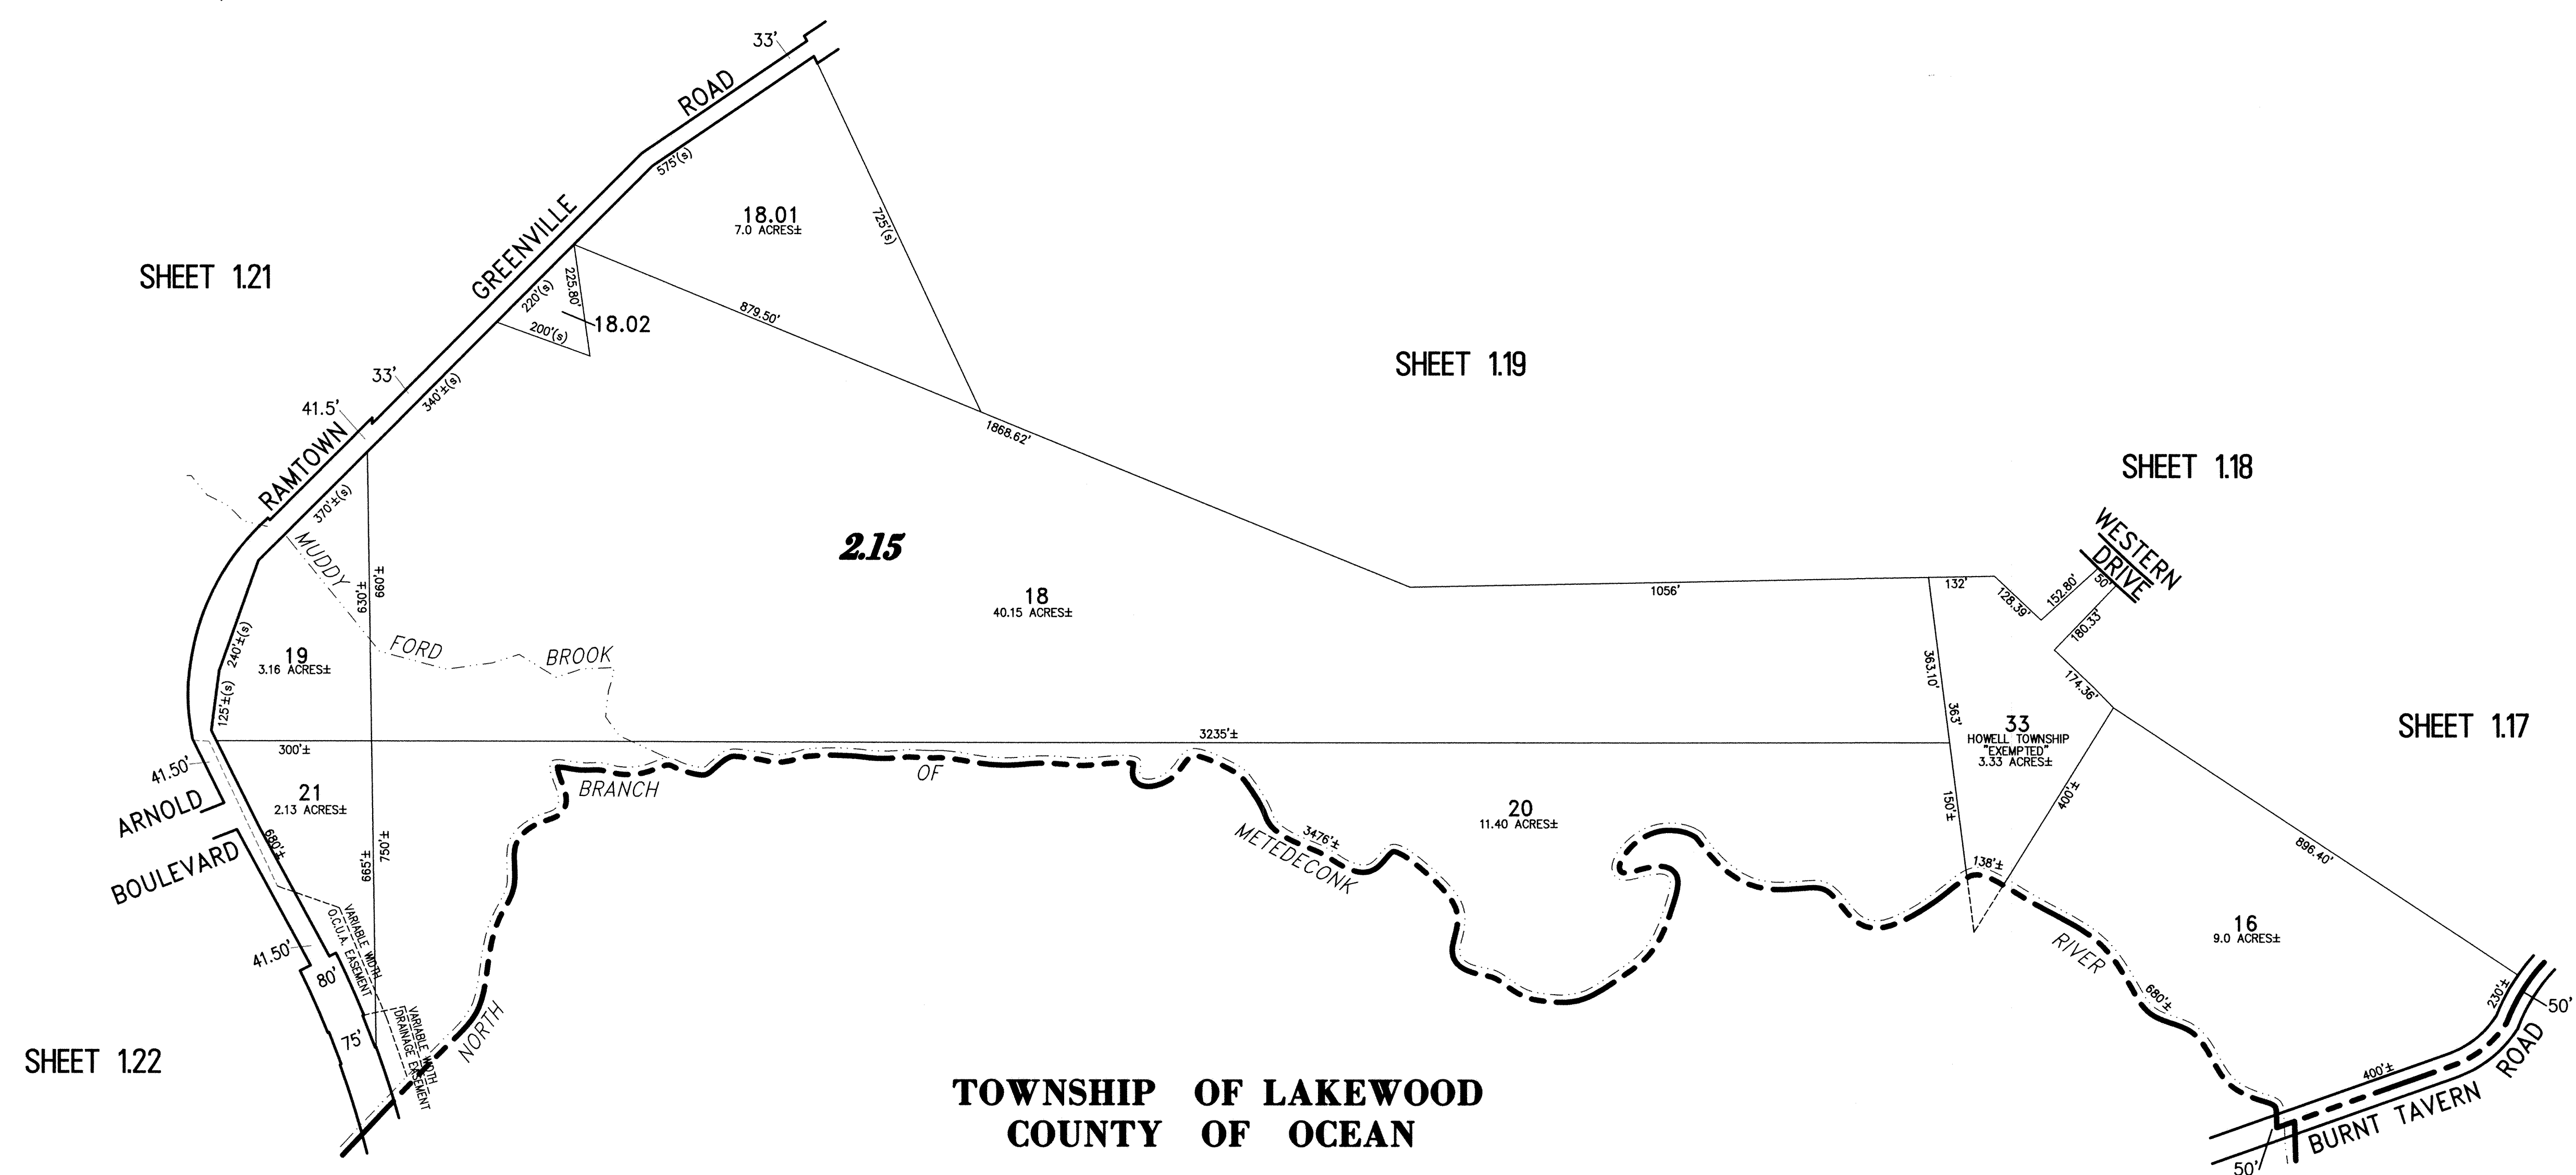 33'
ROAD
575'(s)
18.01
7.0 ACRES±
725'(s)
GREENVILLE
SHEET 1.21
225.80'
220'(s)
18.02
200'(s)
879.50'
SHEET 1.19
33'
340'±(s)
41.5'
RAMTOWN
1868.62'
SHEET 1.18
370'±(s)
MUDDY
2.15
WESTERN
DRIVE
50'
152.80'
128.39'
132'
1056'
180.33'
630'±
660'±
18
40.15 ACRES±
FORD
BROOK
240'±(s)
19
3.16 ACRES±
125'±(s)
363.10'
174.36'
363'
33
HOWELL TOWNSHIP
"EXEMPTED"
3.33 ACRES±
SHEET 1.17
300'±
3235'±
41.50'
ARNOLD
BOULEVARD
21
2.13 ACRES±
680'±
665'±
750'±
BRANCH
OF
METEDECONK
3476'±
20
11.40 ACRES±
150'±
400'±
138'±
896.40'
16
9.0 ACRES±
RIVER
680'±
230'±
50'
41.50'
80'
75'
VARIABLE WIDTH
O.C.U.A. EASEMENT
VARIABLE WIDTH
DRAINAGE EASEMENT
NORTH
SHEET 1.22
400'±
BURNT TAVERN ROAD
50'
TOWNSHIP OF LAKEWOOD
COUNTY OF OCEAN